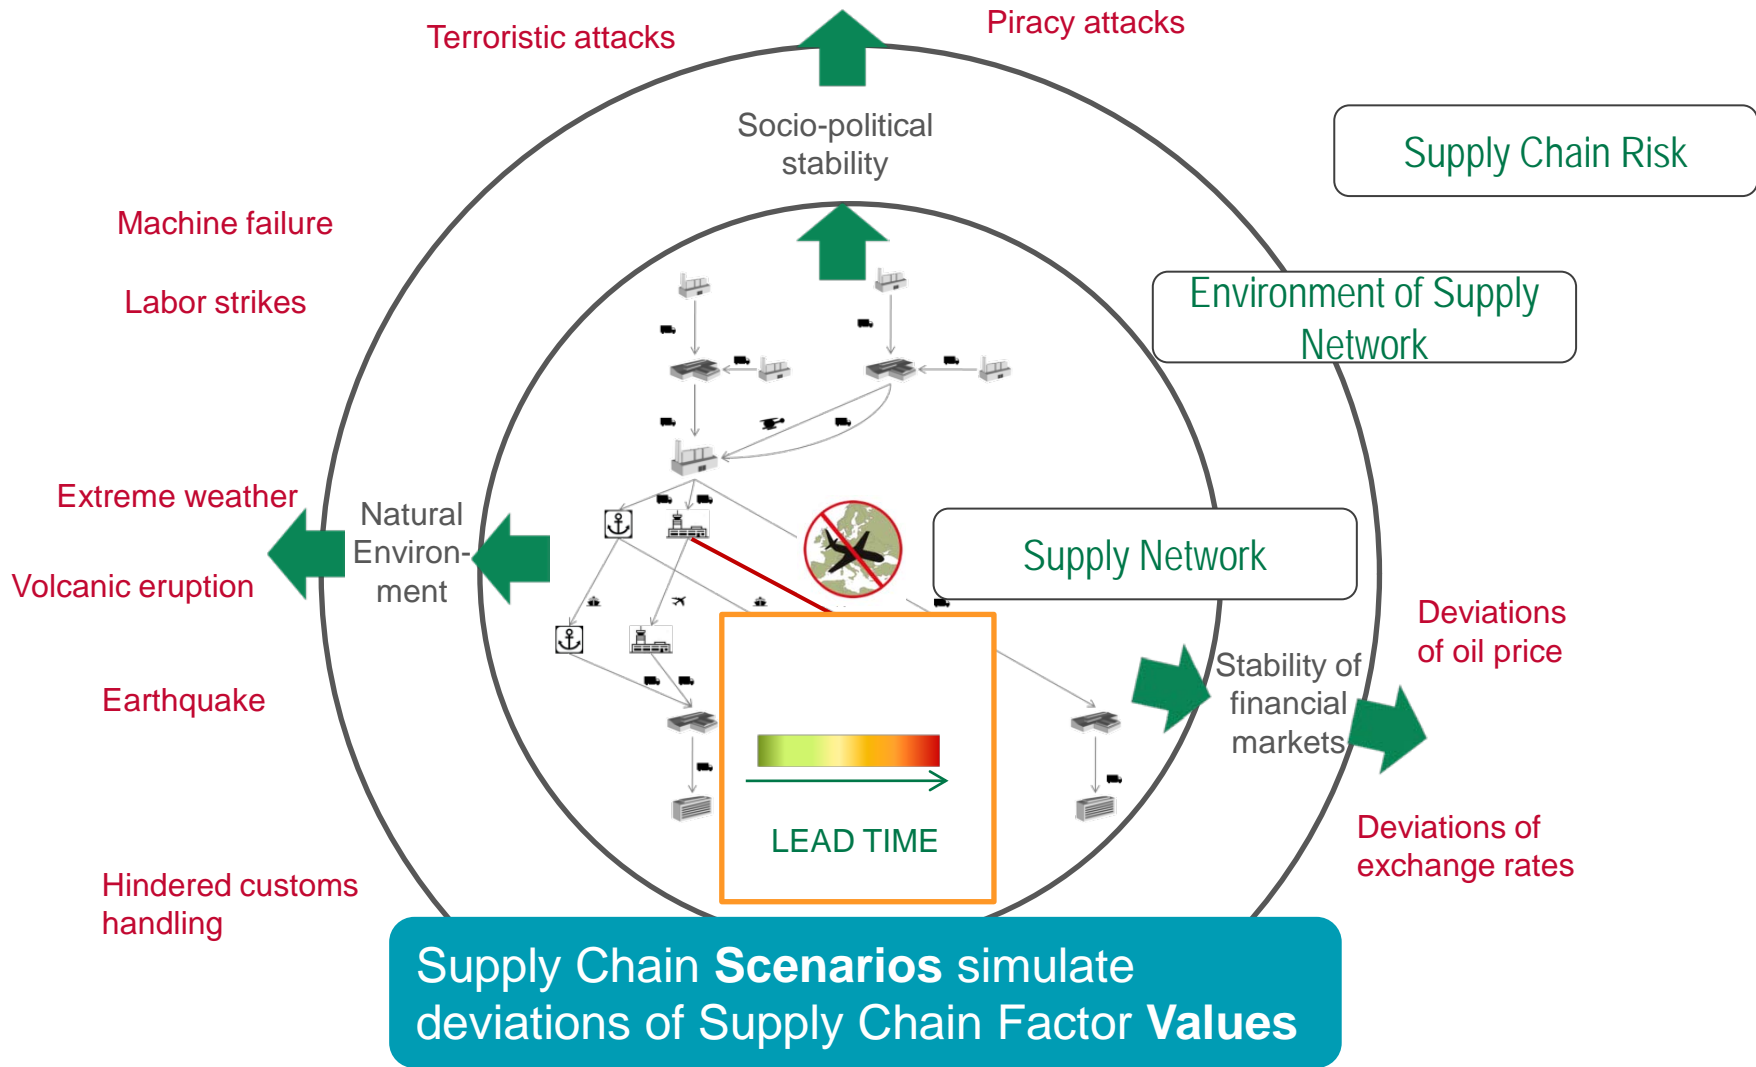 Terroristic attacks
Piracy attacks
Socio-political
stability
Supply Chain Risk
Machine failure
Labor strikes
Environment of Supply
Network
Extreme weather
Natural
Environ-
ment
Volcanic eruption
Supply Network
Deviations
of oil price
Stability of
financial
markets
Earthquake
LEAD TIME
Deviations of
exchange rates
Hindered customs
handling
Supply Chain Scenarios simulate
deviations of Supply Chain Factor Values